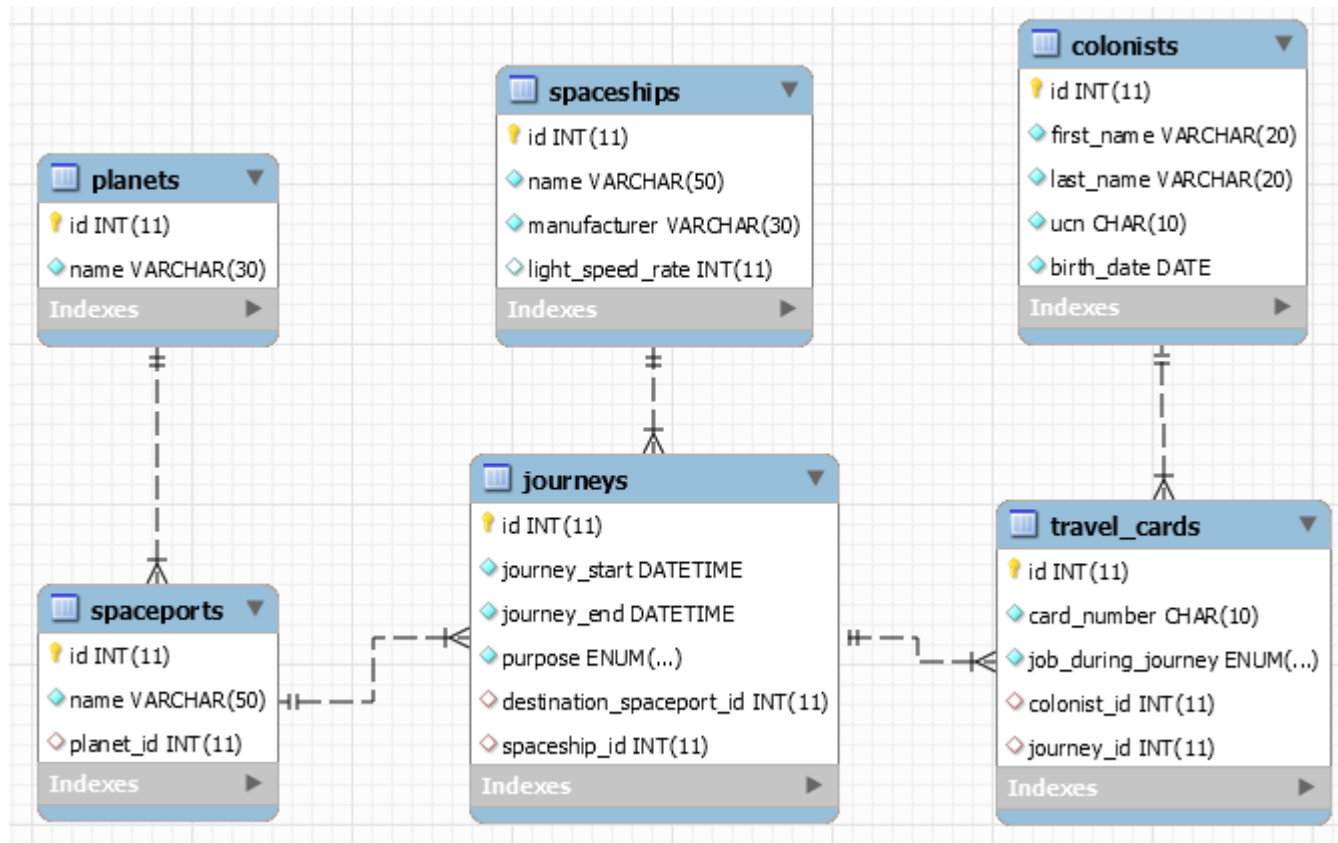 planets
id INT(11)
name VARCHAR(30)
Indexes
spaceships
id INT(11)
name VARCHAR(50)
manufacturer VARCHAR(30)
light_speed_rate INT(11)
Indexes
colonists
id INT(11)
first_name VARCHAR(20)
last_name VARCHAR(20)
ucn CHAR(10)
birth_date DATE
Indexes
spaceports
id INT(11)
name VARCHAR(50)
planet_id INT(11)
Indexes
journeys
id INT(11)
journey_start DATETIME
journey_end DATETIME
purpose ENUM(...)
destination_spaceport_id INT(11)
spaceship_id INT(11)
Indexes
travel_cards
id INT(11)
card_number CHAR(10)
job_during_journey ENUM(...)
colonist_id INT(11)
journey_id INT(11)
Indexes